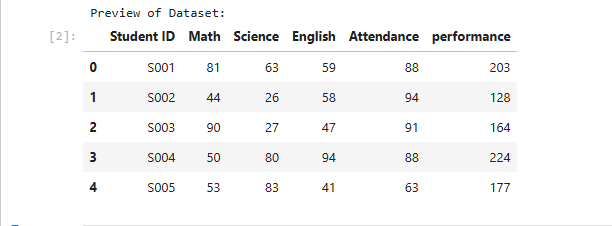 Preview of Dataset:
[2]:
Student ID Math Science English Attendance performance
0 S001 81 63 59 88 203
1 S002 44 26 58 94 128
2 S003 90 27 47 91 164
3 S004 50 80 94 88 224
4 S005 53 83 41 63 177